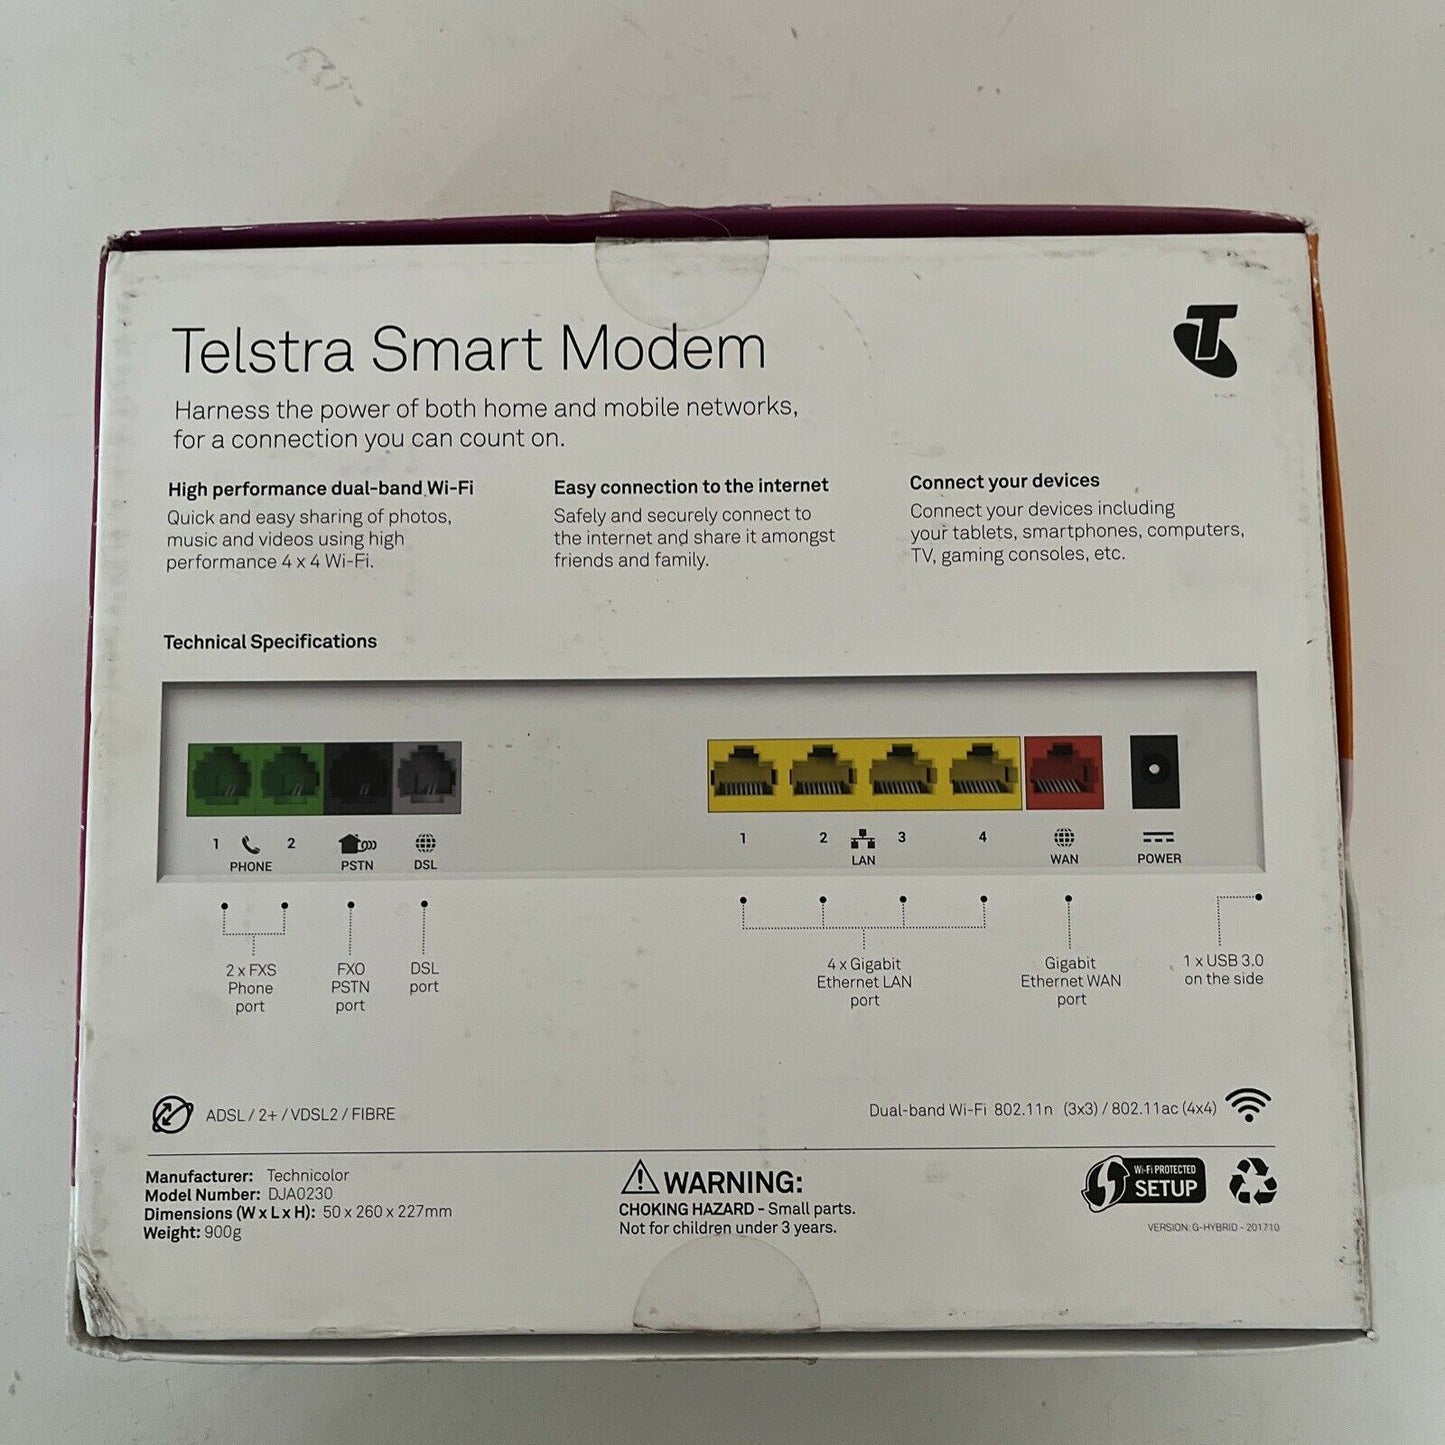 Telstra Smart Modem
Harness the power of both home and mobile networks,
for a connection you can count on.
High performance dual-band Wi-Fi
Quick and easy sharing of photos,
music and videos using high
performance 4 x 4 Wi-Fi.
Easy connection to the internet
Safely and securely connect to
the internet and share it amongst
friends and family.
Connect your devices
Connect your devices including
your tablets, smartphones, computers,
TV, gaming consoles, etc.
Technical Specifications
1 2
PHONE
PSTN
DSL
1 2 3 4
LAN
WAN
POWER
2 x FXS
Phone
port
FXO
PSTN
port
DSL
port
4 x Gigabit
Ethernet LAN
port
Gigabit
Ethernet WAN
port
1 x USB 3.0
on the side
ADSL / 2+ / VDSL2 / FIBRE
Dual-band Wi-Fi 802.11n (3x3) / 802.11ac (4x4)
Manufacturer: Technicolor
Model Number: DJA0230
Dimensions (W x L x H): 50 x 260 x 227mm
Weight: 900g
WARNING:
CHOKING HAZARD - Small parts.
Not for children under 3 years.
Wi-Fi PROTECTED
SETUP
VERSION: G-HYBRID - 201710